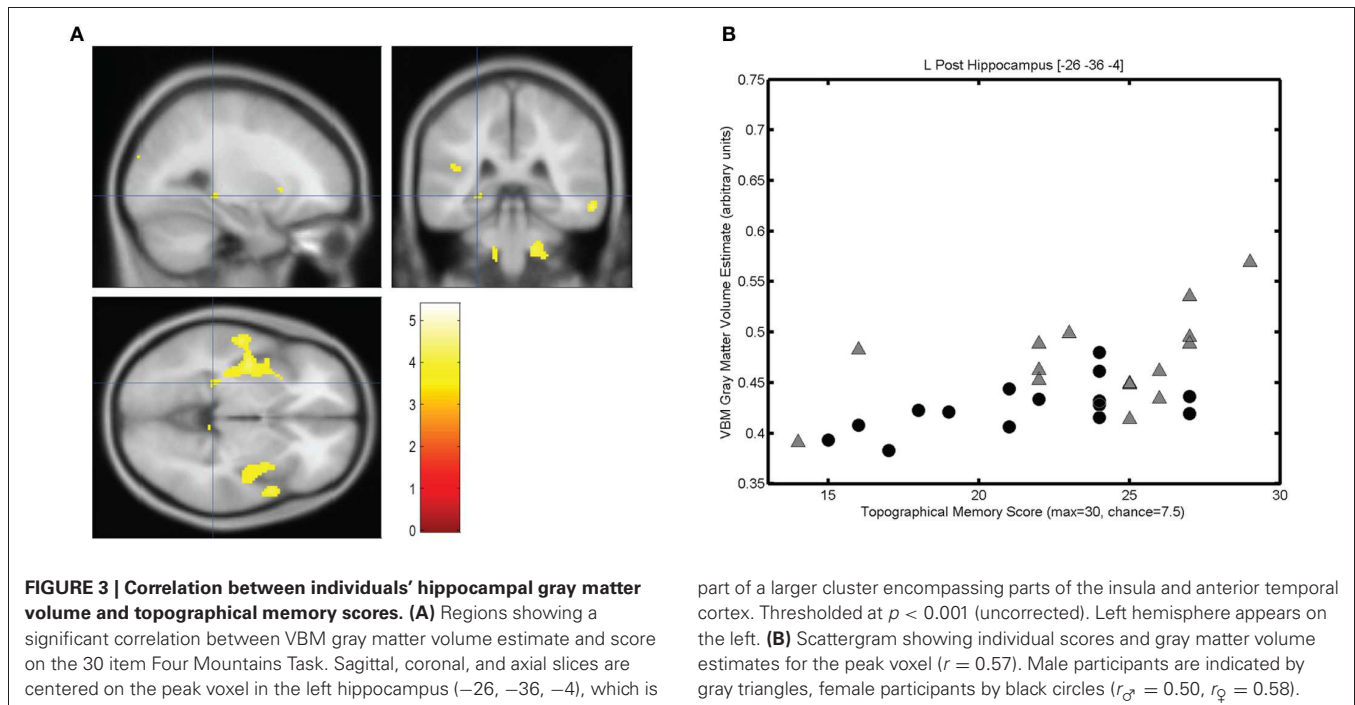 A
5
4
3
2
1
0
B
L Post Hippocampus [-26 -36 -4]
VBM Gray Matter Volume Estimate (arbitrary units)
0.75
0.7
0.65
0.6
0.55
0.5
0.45
0.4
0.35
15 20 25 30
Topographical Memory Score (max=30, chance=7.5)
FIGURE 3 | Correlation between individuals’ hippocampal gray matter
volume and topographical memory scores. (A) Regions showing a
significant correlation between VBM gray matter volume estimate and score
on the 30 item Four Mountains Task. Sagittal, coronal, and axial slices are
centered on the peak voxel in the left hippocampus (−26, −36, −4), which is
part of a larger cluster encompassing parts of the insula and anterior temporal
cortex. Thresholded at p < 0.001 (uncorrected). Left hemisphere appears on
the left. (B) Scattergram showing individual scores and gray matter volume
estimates for the peak voxel (r = 0.57). Male participants are indicated by
gray triangles, female participants by black circles (r♂ = 0.50, r♀ = 0.58).